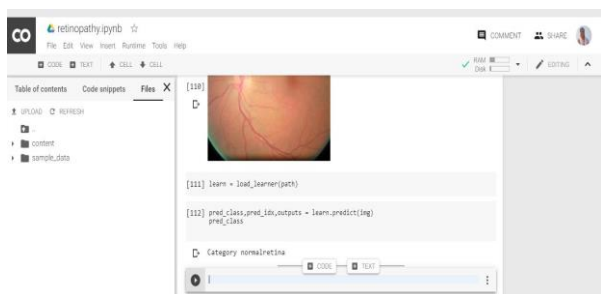 CO
retinopathy.ipynb
COMMENT
SHARE
File Edit View Insert Runtime Tools Help
CODE TEXT CELL CELL
RAM
Disk
EDITING
Table of contents Code snippets Files X
UPLOAD REFRESH
..
content
sample_data
[110]
[111] learn = load_learner(path)
[112] pred_class,pred_idx,outputs = learn.predict(img)
pred_class
Category normalretina
CODE TEXT